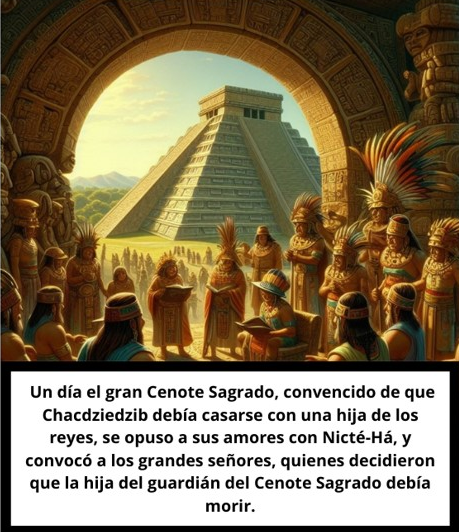 Un día el gran Cenote Sagrado, convencido de que
Chacdziedzib debía casarse con una hija de los
reyes, se opuso a sus amores con Nicté-Há, y
convocó a los grandes señores, quienes decidieron
que la hija del guardián del Cenote Sagrado debía
morir.